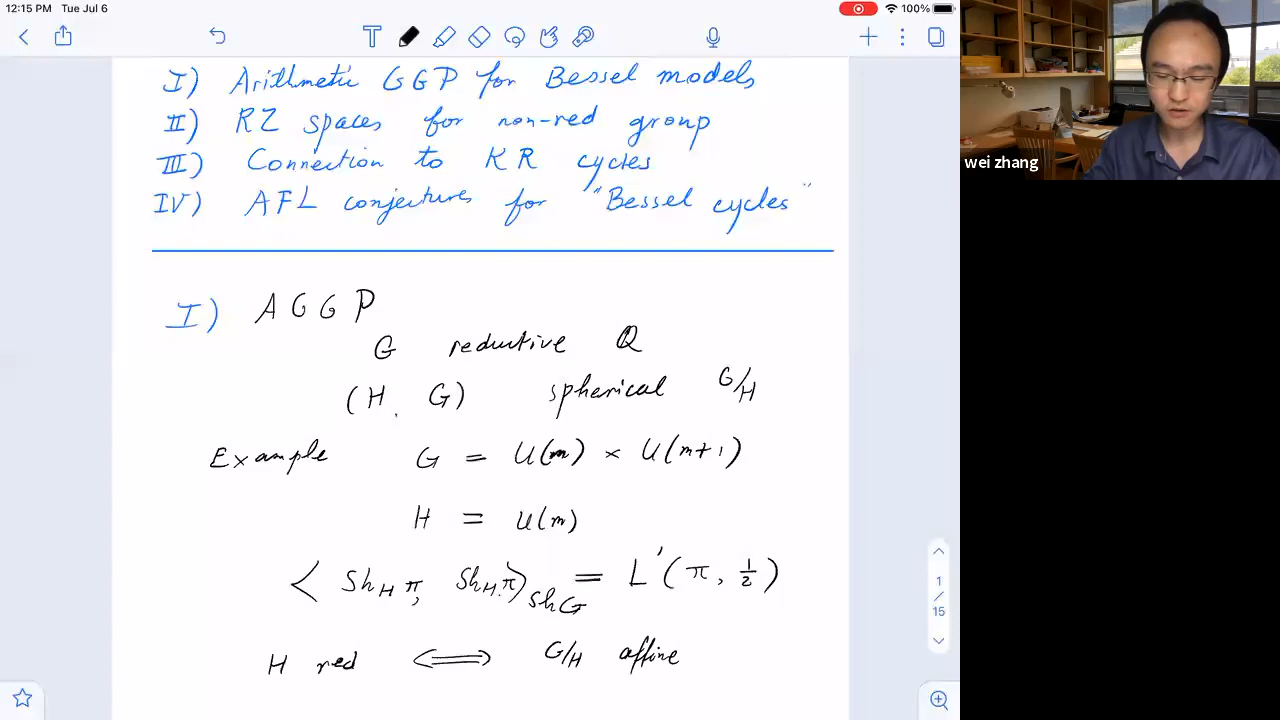 12:15 PM Tue Jul 6 100%
I) Arithmetic GGP for Bessel models
II) RZ spaces for non-red group
III) Connection to KR cycles
IV) AFL conjectures for "Bessel cycles"
wei zhang
I) AGGP
G reductive Q
(H, G) spherical G/H
Example G = U(m) × U(m+1)
H = U(m)
< Sh_H π, Sh_H, π >_{Sh G} = L'(π, 1/2)
H red ⟺ G/H affine
1
/
15